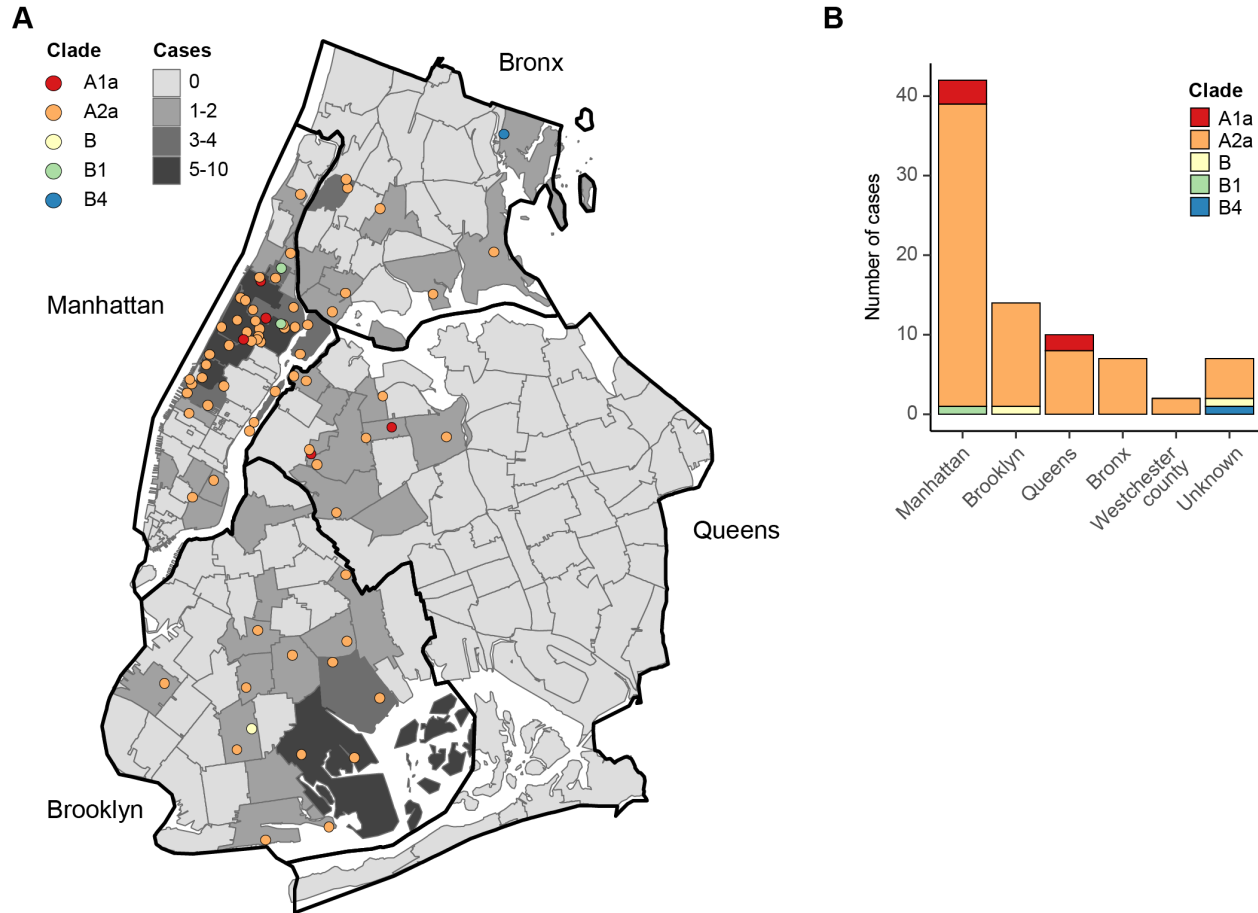 A
Clade
Cases
A1a
A2a
B
B1
B4
0
1-2
3-4
5-10
Bronx
Manhattan
Queens
Brooklyn
B
Number of cases
40
30
20
10
0
Clade
A1a
A2a
B
B1
B4
Manhattan
Brooklyn
Queens
Bronx
Westchester
county
Unknown